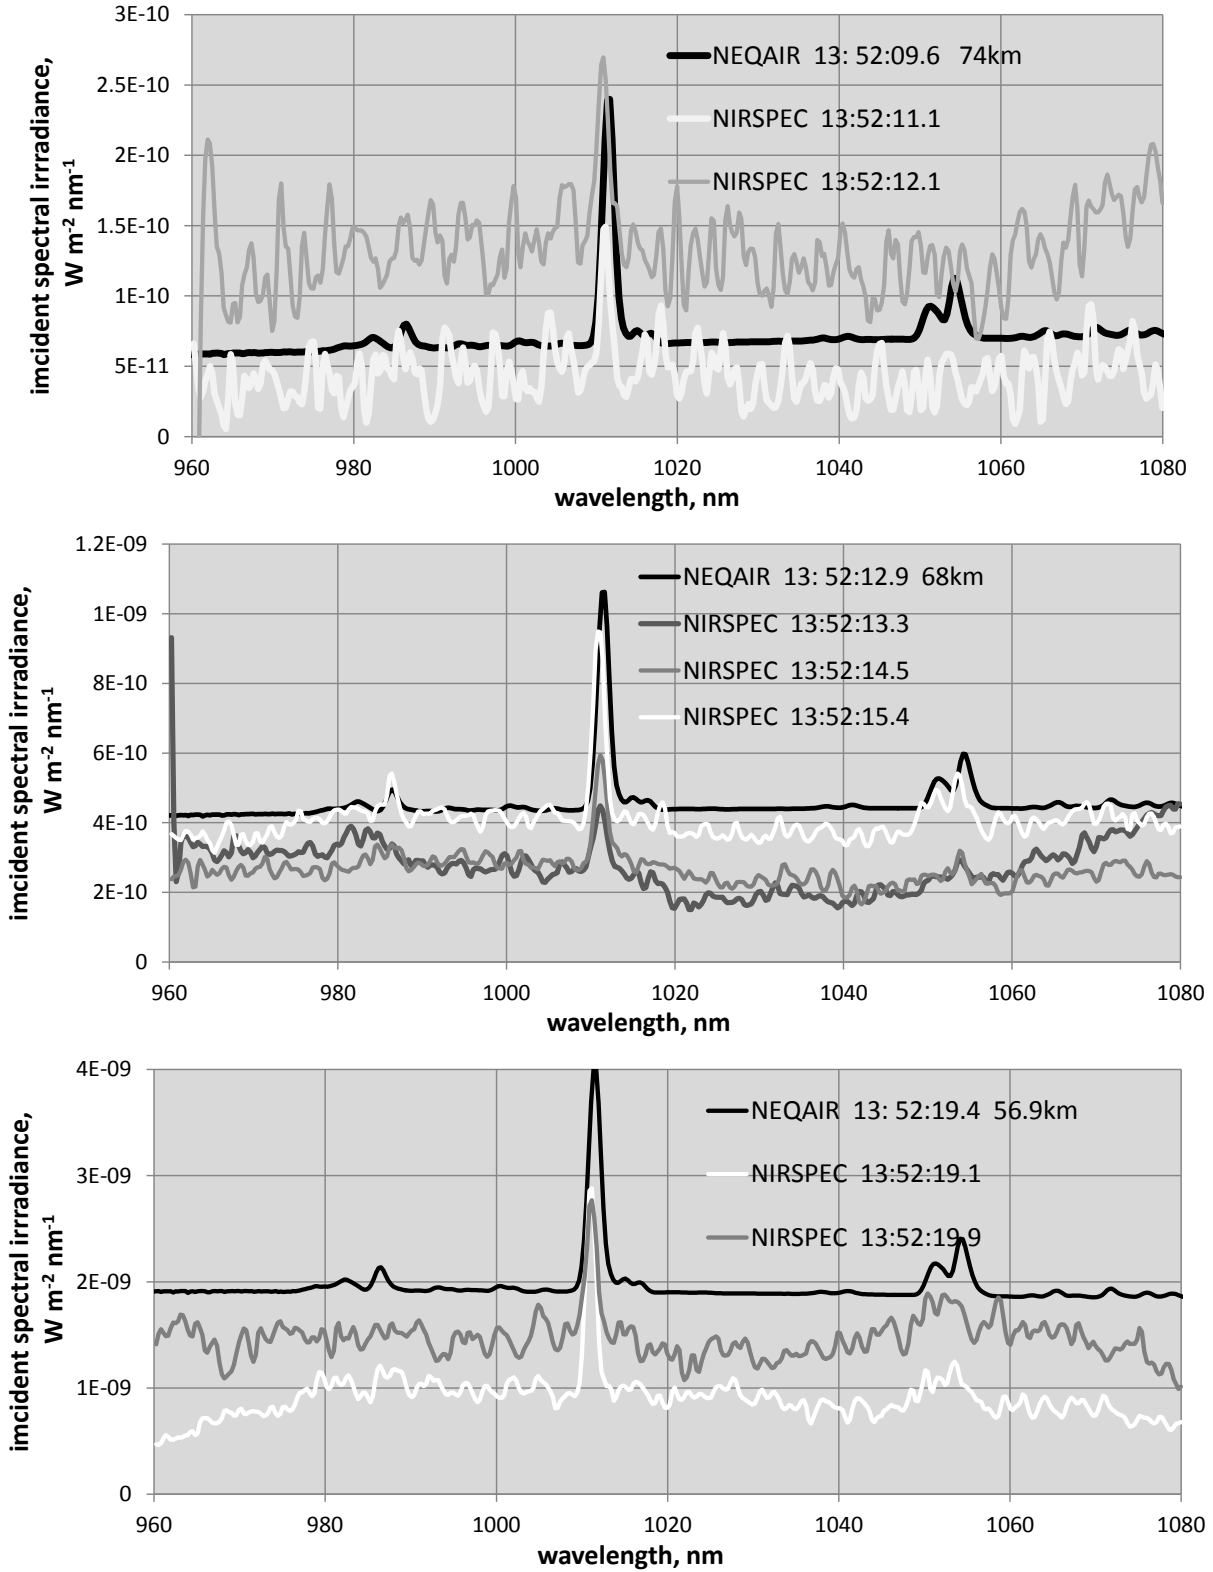 3E-10
2.5E-10
2E-10
1.5E-10
1E-10
5E-11
0
imcident spectral irrradiance,
W m-2 nm-1
NEQAIR 13: 52:09.6 74km
NIRSPEC 13:52:11.1
NIRSPEC 13:52:12.1
960 980 1000 1020 1040 1060 1080
wavelength, nm
1.2E-09
1E-09
8E-10
6E-10
4E-10
2E-10
0
imcident spectral irrradiance,
W m-2 nm-1
NEQAIR 13: 52:12.9 68km
NIRSPEC 13:52:13.3
NIRSPEC 13:52:14.5
NIRSPEC 13:52:15.4
960 980 1000 1020 1040 1060 1080
wavelength, nm
4E-09
3E-09
2E-09
1E-09
0
imcident spectral irrradiance,
W m-2 nm-1
NEQAIR 13: 52:19.4 56.9km
NIRSPEC 13:52:19.1
NIRSPEC 13:52:19.9
960 980 1000 1020 1040 1060 1080
wavelength, nm